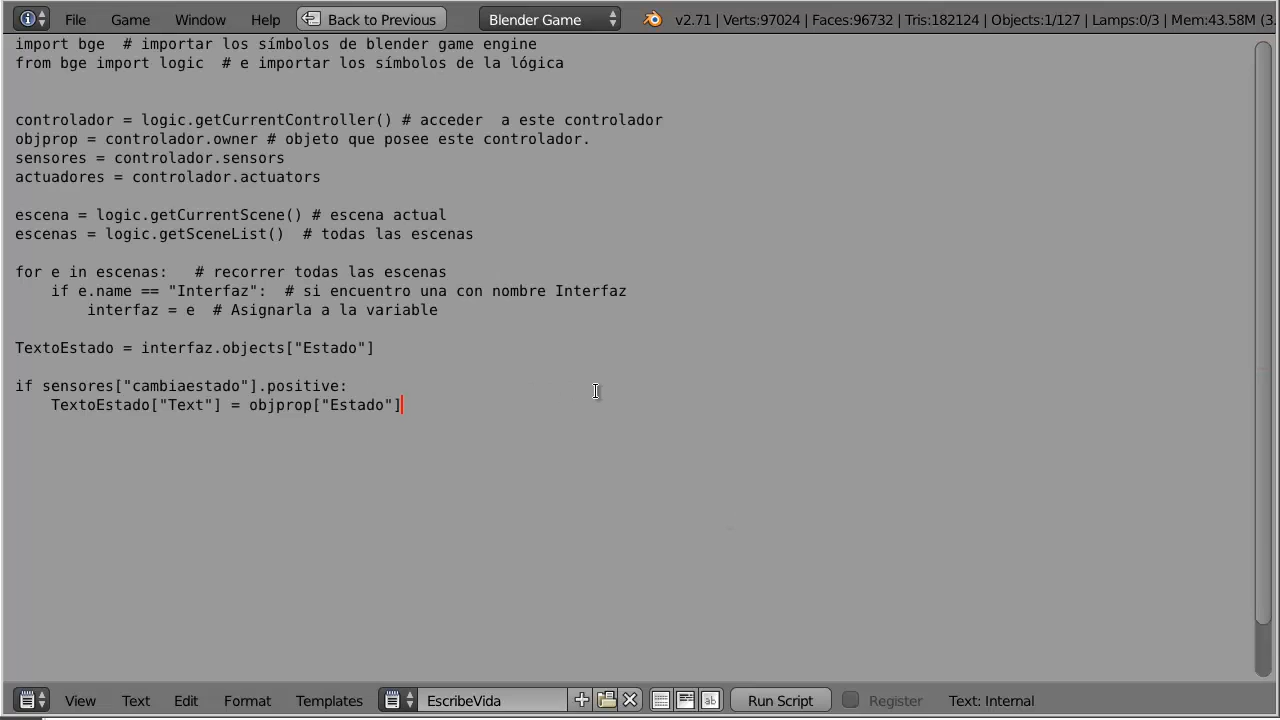 File Game Window Help Back to Previous Blender Game v2.71 | Verts:97024 | Faces:96732 | Tris:182124 | Objects:1/127 | Lamps:0/3 | Mem:43.58M (3.
import bge  # importar los símbolos de blender game engine
from bge import logic  # e importar los símbolos de la lógica
controlador = logic.getCurrentController() # acceder  a este controlador
objprop = controlador.owner # objeto que posee este controlador.
sensores = controlador.sensors
actuadores = controlador.actuators
escena = logic.getCurrentScene() # escena actual
escenas = logic.getSceneList()  # todas las escenas
for e in escenas:   # recorrer todas las escenas
    if e.name == "Interfaz":  # si encuentro una con nombre Interfaz
        interfaz = e  # Asignarla a la variable
TextoEstado = interfaz.objects["Estado"]
if sensores["cambiaestado"].positive:
    TextoEstado["Text"] = objprop["Estado"]
View Text Edit Format Templates EscribeVida Run Script Register Text: Internal